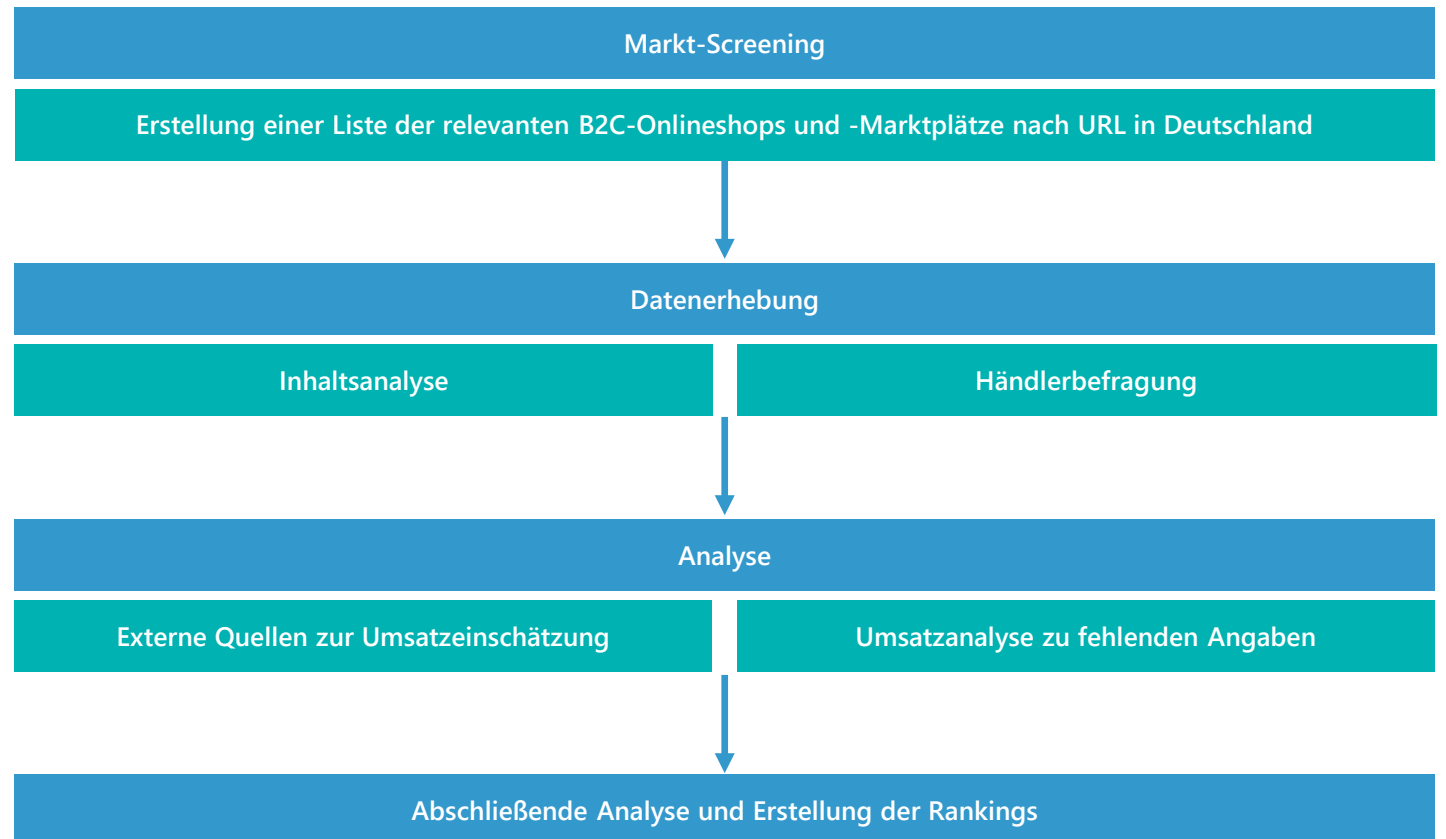 Markt-Screening
Erstellung einer Liste der relevanten B2C-Onlineshops und -Marktplätze nach URL in Deutschland
Datenerhebung
Inhaltsanalyse
Händlerbefragung
Analyse
Externe Quellen zur Umsatzeinschätzung
Umsatzanalyse zu fehlenden Angaben
Abschließende Analyse und Erstellung der Rankings